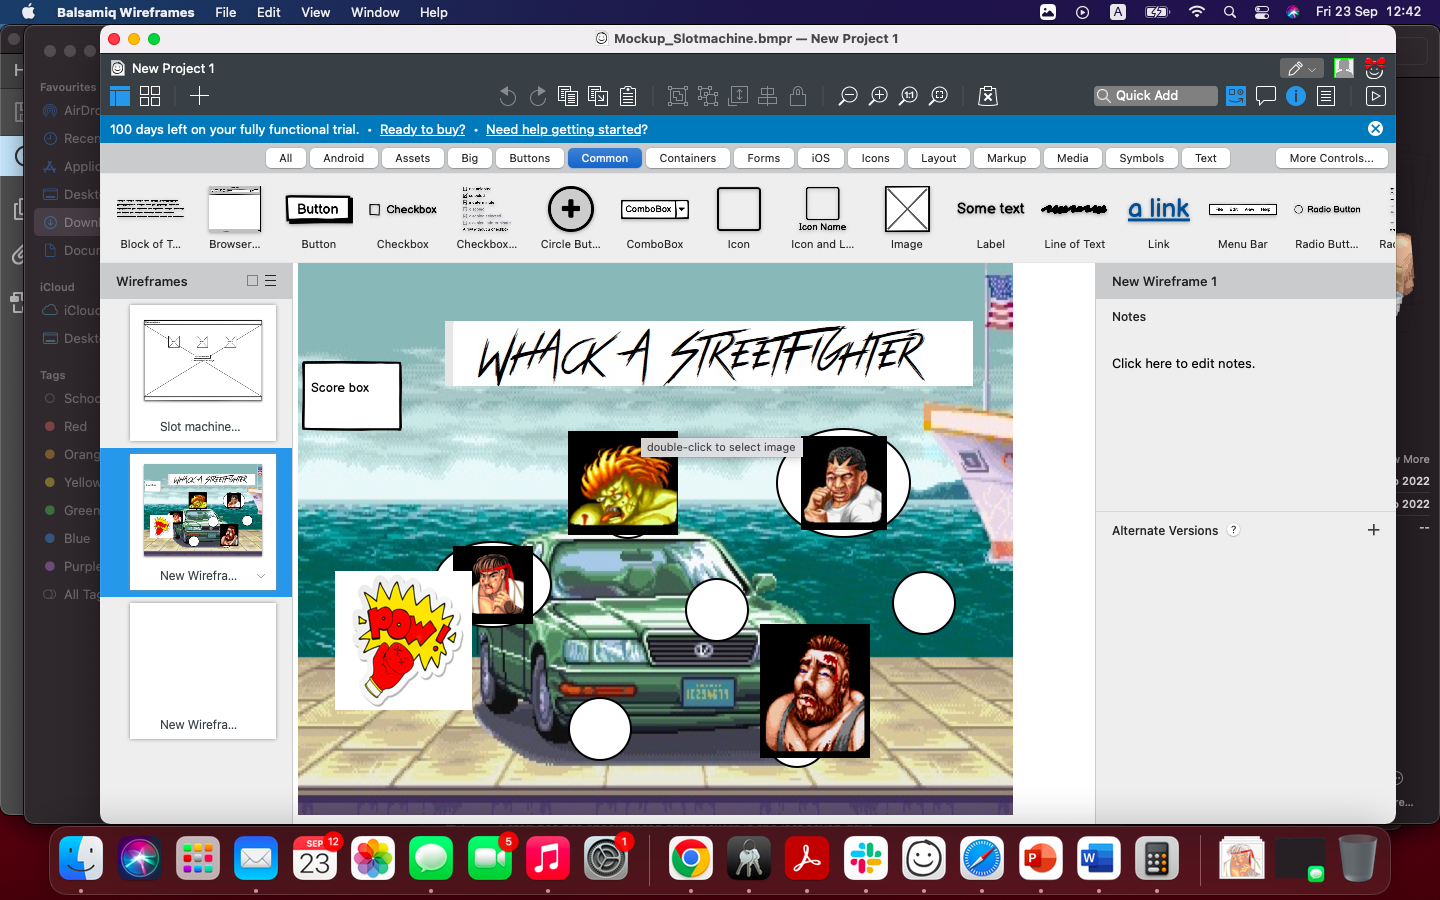 Balsamiq Wireframes File Edit View Window Help
A Fri 23 Sep 12:42
Mockup_Slotmachine.bmpr — New Project 1
New Project 1
Quick Add
100 days left on your fully functional trial. • Ready to buy? • Need help getting started?
All Android Assets Big Buttons Common Containers Forms iOS Icons Layout Markup Media Symbols Text More Controls...
Button
Checkbox
ComboBox
Icon Name
Some text
a link
Radio Button
Block of T... Browser... Button Checkbox Checkbox... Circle But... ComboBox Icon Icon and L... Image Label Line of Text Link Menu Bar Radio Butt...
Favourites
AirDro
Recen
Applic
Deskt
Down
Docum
iCloud
iCloud
Deskt
Tags
Schoo
Red
Orang
Yellow
Green
Blue
Purple
All Tag
Wireframes
Slot machine...
New Wirefra...
New Wirefra...
WHACK A STREETFIGHTER
Score box
double-click to select image
POW!
New Wireframe 1
Notes
Click here to edit notes.
Alternate Versions ?
w More
2022
2022
--
SEP 12
23
5
1